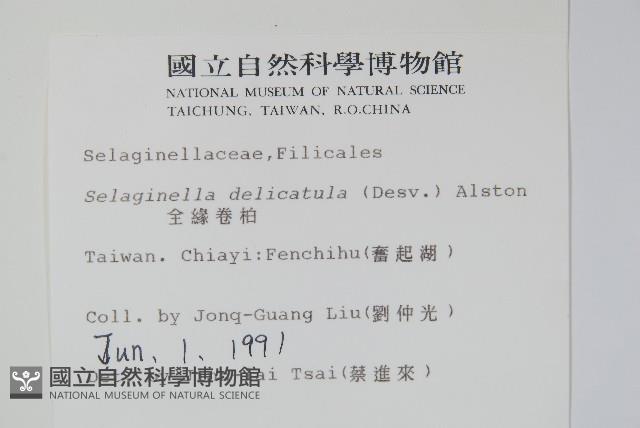 國立自然科學博物館
NATIONAL MUSEUM OF NATURAL SCIENCE
TAICHUNG, TAIWAN, R.O.CHINA
Selaginellaceae,Filicales
Selaginella delicatula (Desv.) Alston
全緣卷柏
Taiwan. Chiayi:Fenchihu(奮起湖)
Coll. by Jonq-Guang Liu(劉仲光)
Jun. 1. 1991
Tsai(蔡進來)
國立自然科學博物館
NATIONAL MUSEUM OF NATURAL SCIENCE